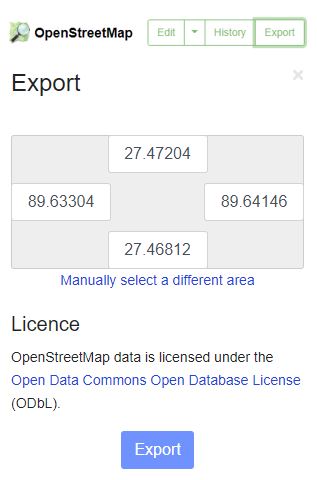 OpenStreetMap Edit History Export
Export ×
27.47204
89.63304 89.64146
27.46812
Manually select a different area
Licence
OpenStreetMap data is licensed under the
Open Data Commons Open Database License
(ODbL).
Export